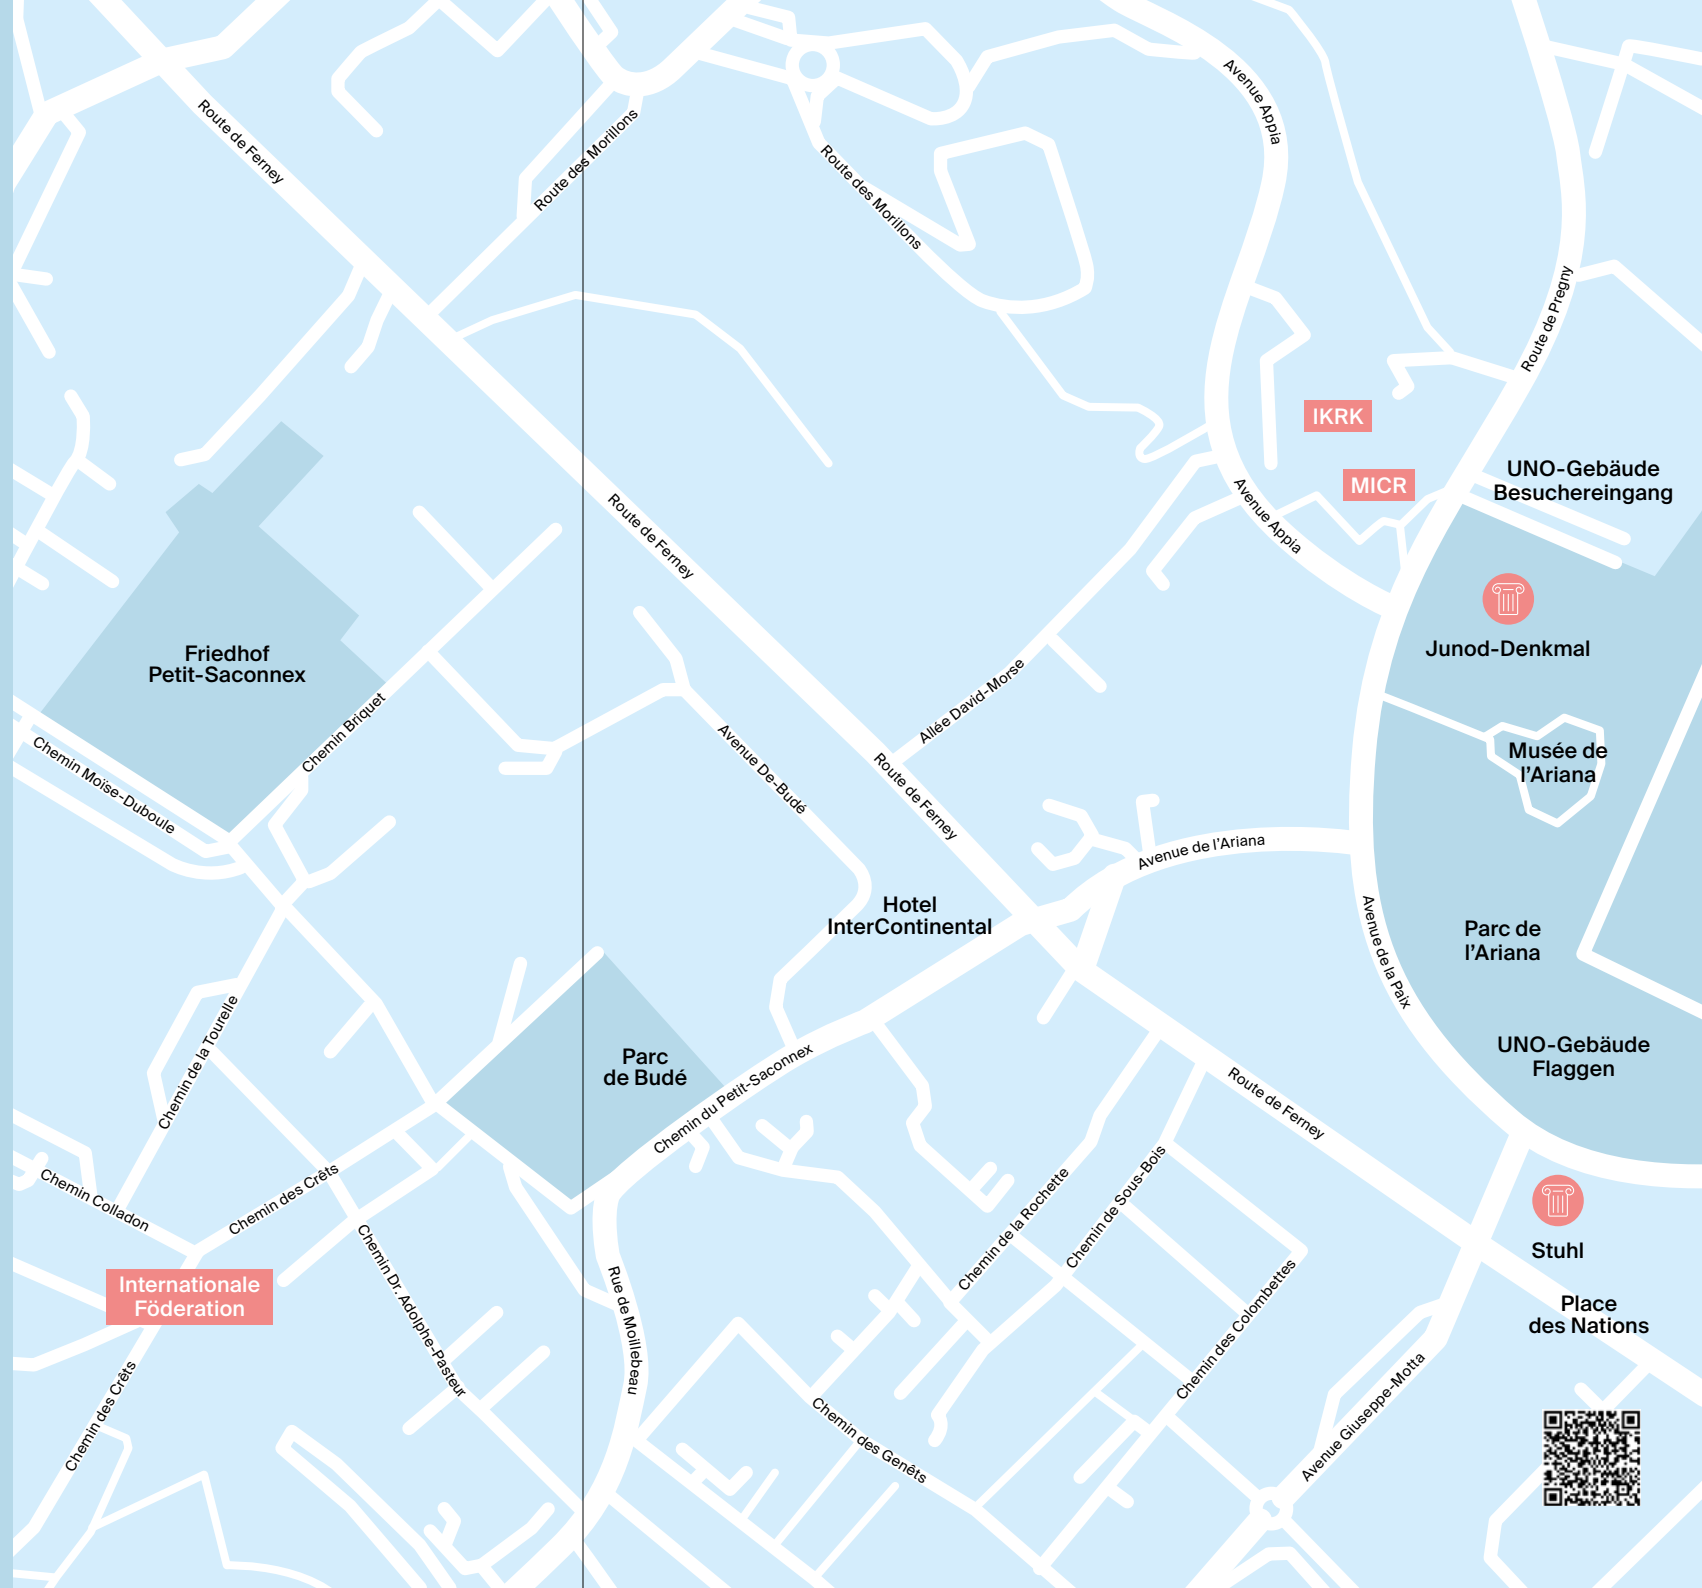 Avenue Appia
Route de Ferney
Route des Morillons
Route des Morillons
Route de Pregny
IKRK
MICR
UNO-Gebäude
Besuchereingang
Avenue Appia
Route de Ferney
Junod-Denkmal
Friedhof
Petit-Saconnex
Allée David-Morse
Chemin Briquet
Chemin Moïse-Duboule
Avenue De-Budé
Route de Ferney
Musée de
l'Ariana
Avenue de l'Ariana
Hotel
InterContinental
Avenue de la Paix
Parc de
l'Ariana
Chemin de la Tourelle
Parc
de Budé
Chemin du Petit-Saconnex
UNO-Gebäude
Flaggen
Route de Ferney
Chemin Colladon
Chemin des Crêts
Chemin de la Rochette
Chemin de Sous-Bois
Stuhl
Internationale
Föderation
Chemin Dr. Adolphe-Pasteur
Rue de Moillebeau
Chemin des Colombettes
Place
des Nations
Chemin des Crêts
Chemin des Genêts
Avenue Giuseppe-Motta